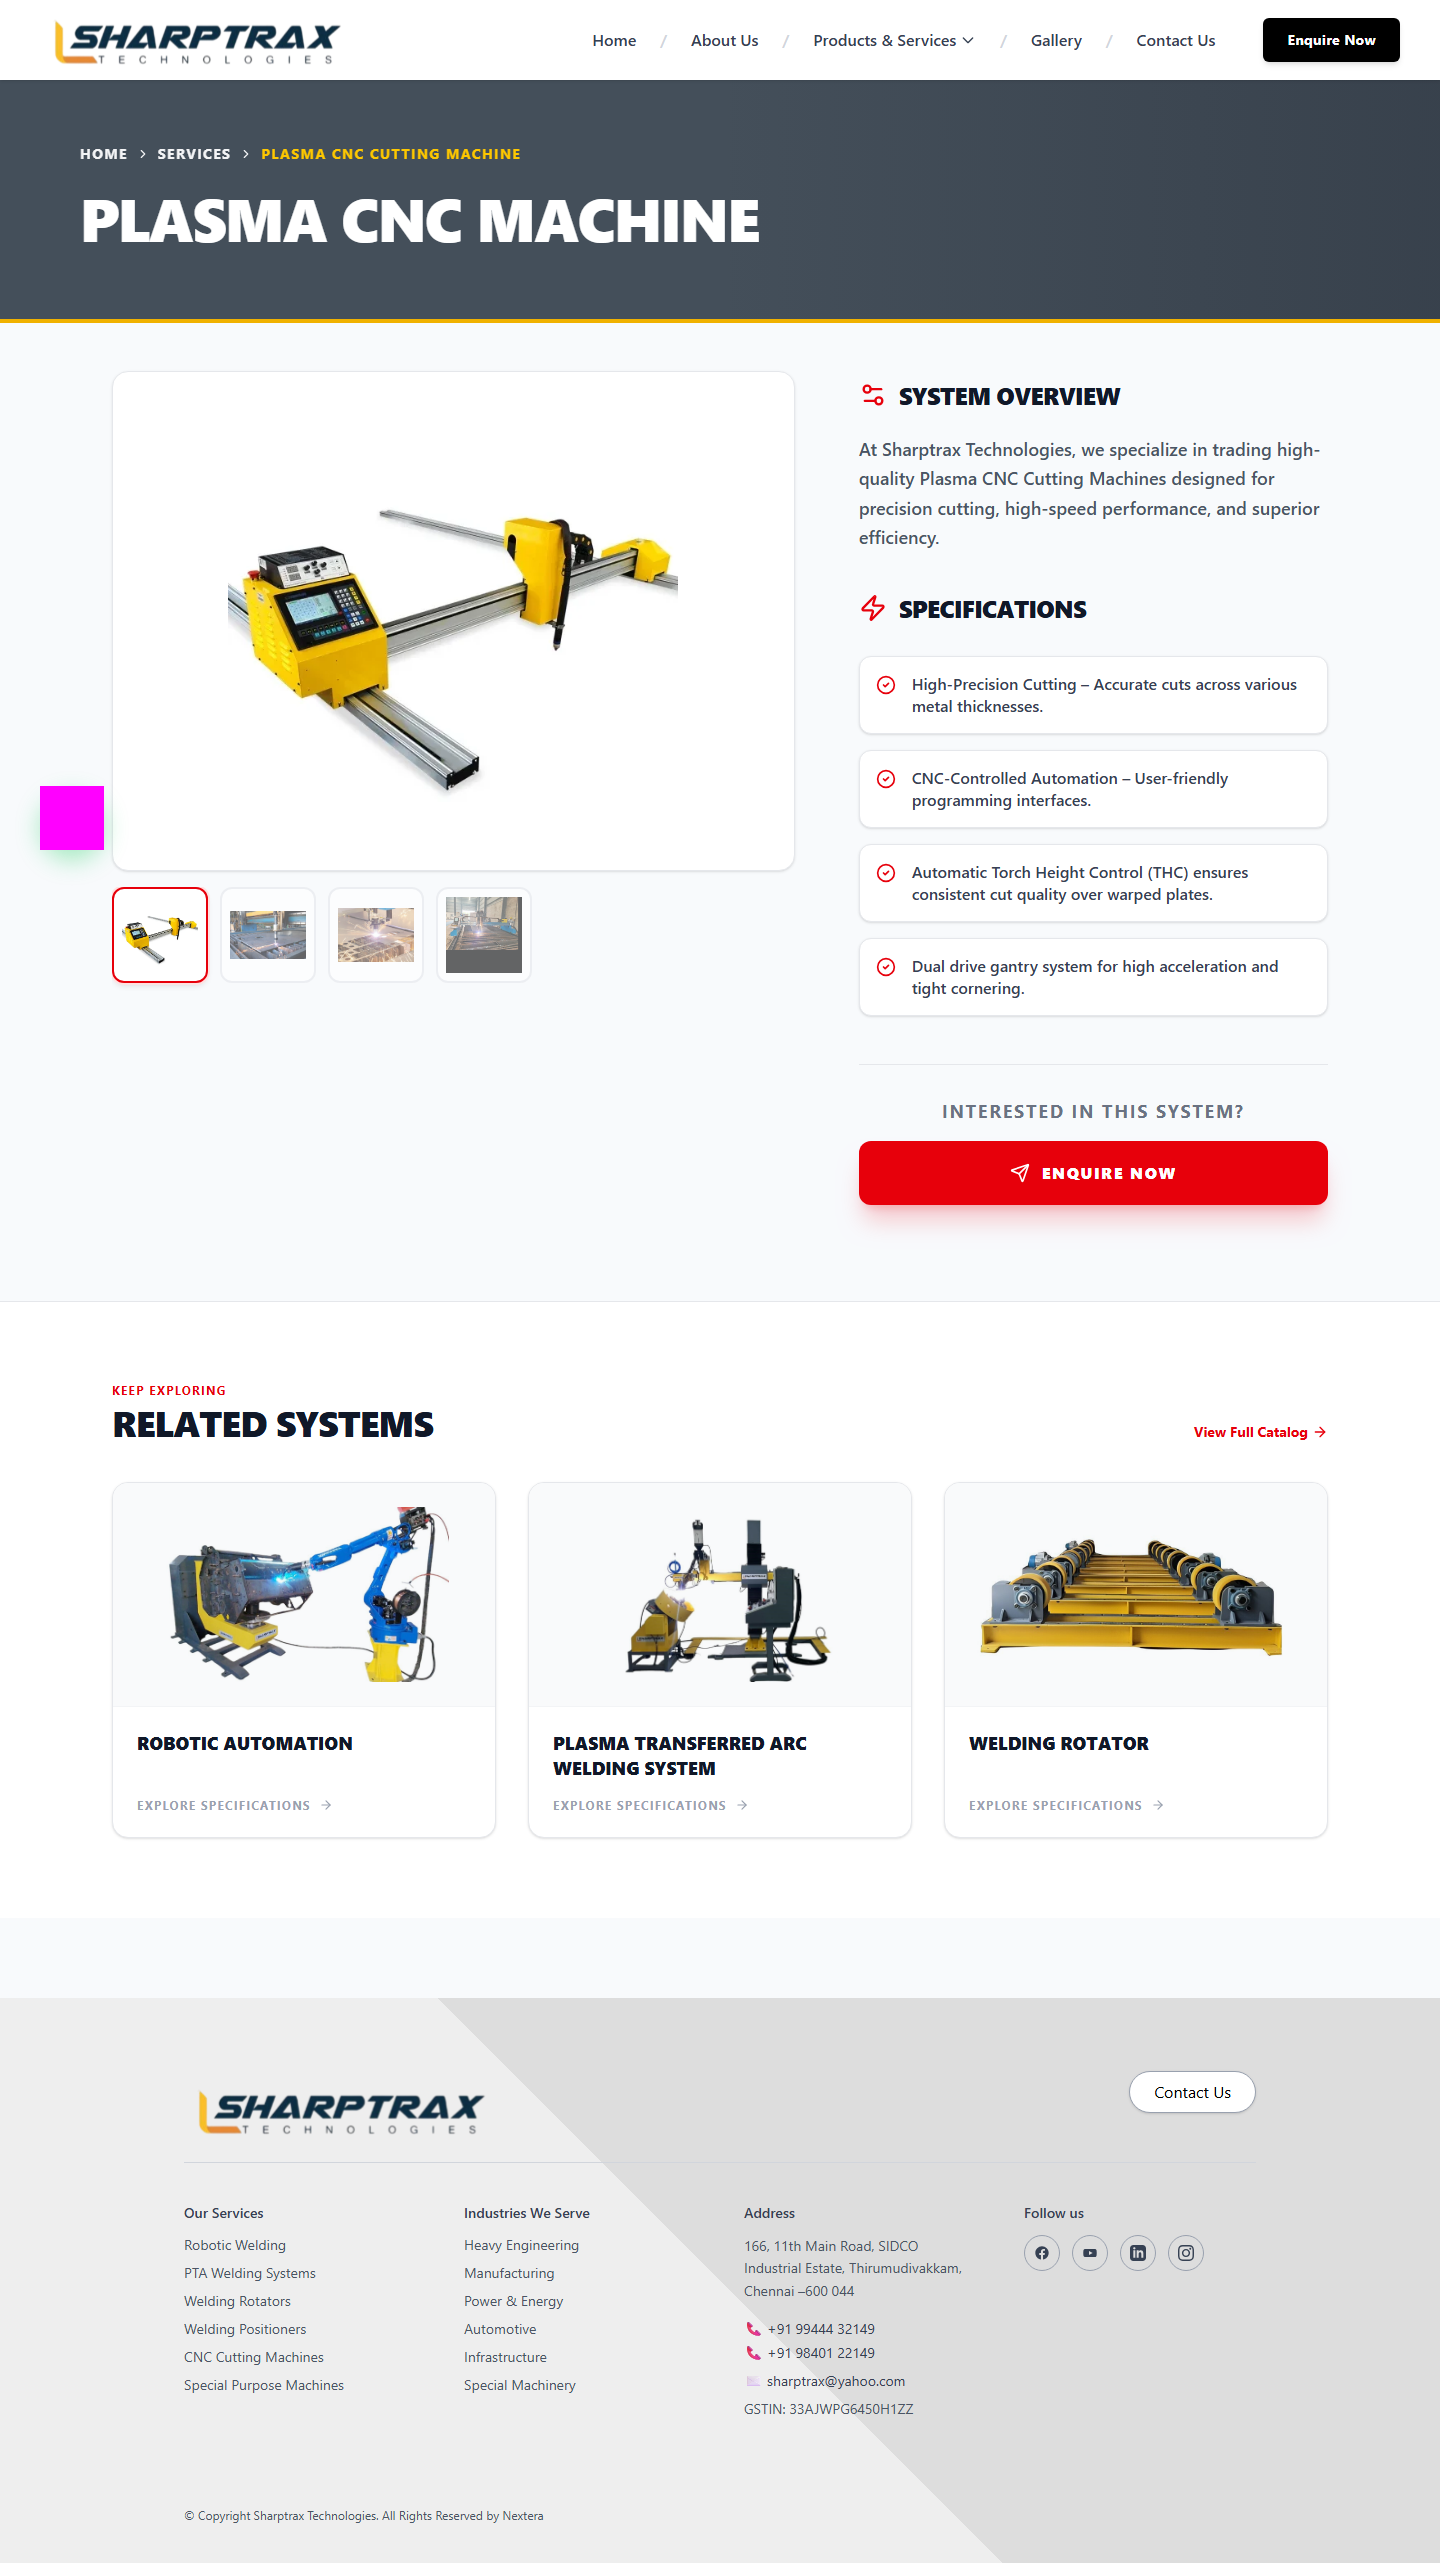 SHARPTRAX
TECHNOLOGIES
Home / About Us / Products & Services / Gallery / Contact Us
Enquire Now
HOME > SERVICES > PLASMA CNC CUTTING MACHINE
PLASMA CNC MACHINE
SYSTEM OVERVIEW
At Sharptrax Technologies, we specialize in trading high-
quality Plasma CNC Cutting Machines designed for
precision cutting, high-speed performance, and superior
efficiency.
SPECIFICATIONS
High-Precision Cutting – Accurate cuts across various
metal thicknesses.
CNC-Controlled Automation – User-friendly
programming interfaces.
Automatic Torch Height Control (THC) ensures
consistent cut quality over warped plates.
Dual drive gantry system for high acceleration and
tight cornering.
INTERESTED IN THIS SYSTEM?
ENQUIRE NOW
KEEP EXPLORING
RELATED SYSTEMS
View Full Catalog →
ROBOTIC AUTOMATION
EXPLORE SPECIFICATIONS →
PLASMA TRANSFERRED ARC
WELDING SYSTEM
EXPLORE SPECIFICATIONS →
WELDING ROTATOR
EXPLORE SPECIFICATIONS →
SHARPTRAX
TECHNOLOGIES
Contact Us
Our Services
Robotic Welding
PTA Welding Systems
Welding Rotators
Welding Positioners
CNC Cutting Machines
Special Purpose Machines
Industries We Serve
Heavy Engineering
Manufacturing
Power & Energy
Automotive
Infrastructure
Special Machinery
Address
166, 11th Main Road, SIDCO
Industrial Estate, Thirumudivakkam,
Chennai –600 044
+91 99444 32149
+91 98401 22149
sharptrax@yahoo.com
GSTIN: 33AJWPG6450H1ZZ
Follow us
© Copyright Sharptrax Technologies. All Rights Reserved by Nextera